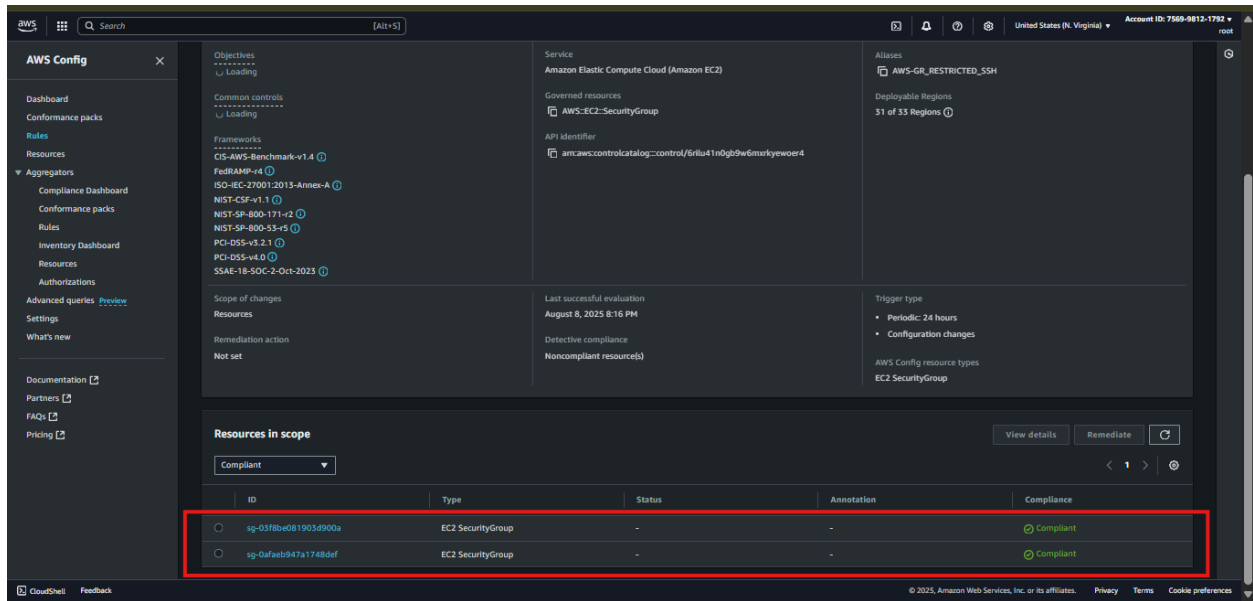 aws
Search
[Alt+S]
United States (N. Virginia)
Account ID: 7569-9812-1792
root
AWS Config
Dashboard
Conformance packs
Rules
Resources
Aggregators
Compliance Dashboard
Conformance packs
Rules
Inventory Dashboard
Resources
Authorizations
Advanced queries Preview
Settings
What's new
Documentation
Partners
FAQs
Pricing
Objectives
Loading
Common controls
Loading
Frameworks
CIS-AWS-Benchmark-v1.4
FedRAMP-r4
ISO-IEC-27001:2013-Annex-A
NIST-CSF-v1.1
NIST-SP-800-171-r2
NIST-SP-800-53-r5
PCI-DSS-v3.2.1
PCI-DSS-v4.0
SSAE-18-SOC-2-Oct-2023
Service
Amazon Elastic Compute Cloud (Amazon EC2)
Governed resources
AWS::EC2::SecurityGroup
API identifier
arn:aws:controlcatalog:::control/6rilu41n0gb9w6mxrkyewoer4
Aliases
AWS-GR_RESTRICTED_SSH
Deployable Regions
31 of 33 Regions
Scope of changes
Resources
Remediation action
Not set
Last successful evaluation
August 8, 2025 8:16 PM
Detective compliance
Noncompliant resource(s)
Trigger type
• Periodic: 24 hours
• Configuration changes
AWS Config resource types
EC2 SecurityGroup
Resources in scope
View details
Remediate
Compliant
1
ID Type Status Annotation Compliance
sg-03f8be081903d900a EC2 SecurityGroup - - Compliant
sg-0afaeb947a1748def EC2 SecurityGroup - - Compliant
CloudShell Feedback
© 2025, Amazon Web Services, Inc. or its affiliates. Privacy Terms Cookie preferences